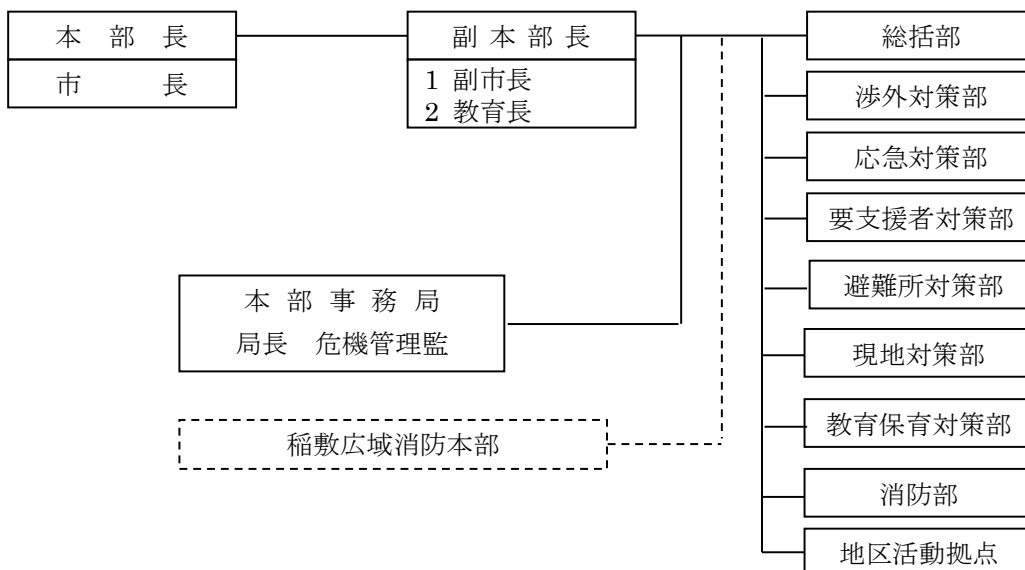 本 部 長
市 長
副 本 部 長
1 副市長
2 教育長
総括部
渉外対策部
応急対策部
要支援者対策部
避難所対策部
現地対策部
教育保育対策部
消防部
地区活動拠点
本 部 事 務 局
局長 危機管理監
稲敷広域消防本部